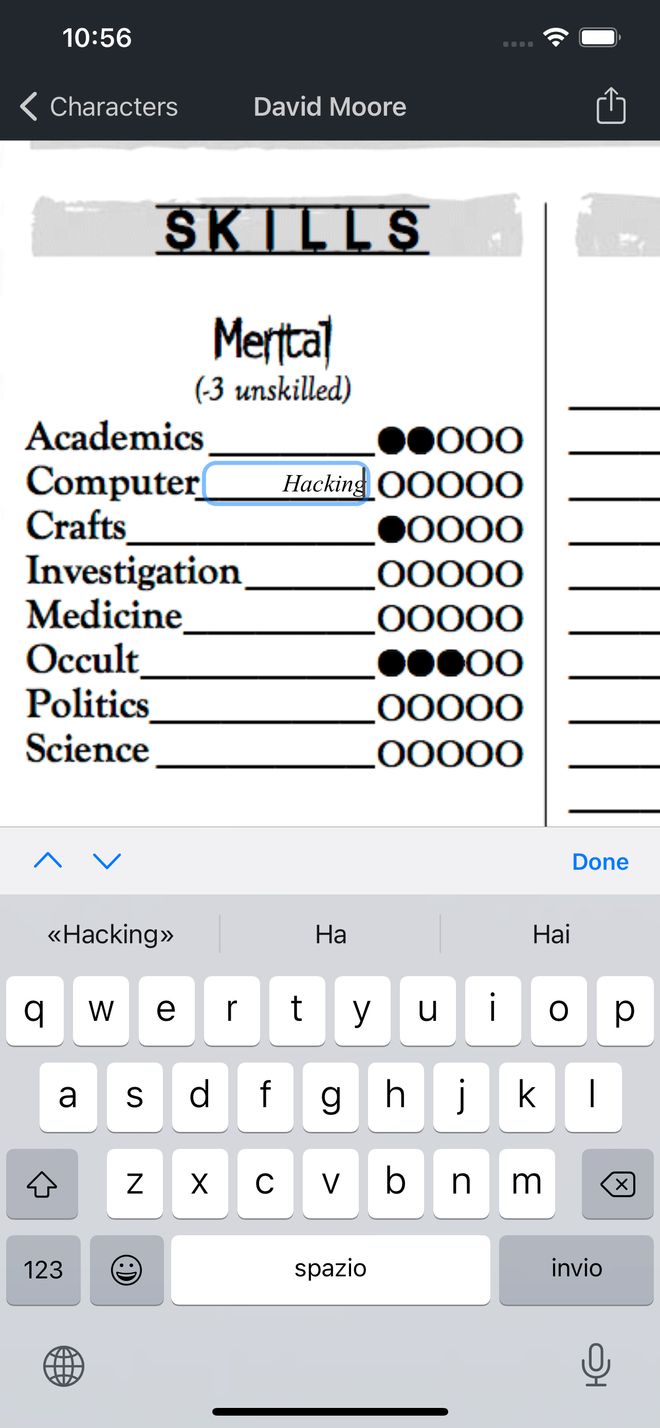 10:56
Characters
David Moore
SKILLS
Mental
(-3 unskilled)
Academics
Computer Hacking
Crafts
Investigation
Medicine
Occult
Politics
Science
Done
«Hacking» Ha Hai
q w e r t y u i o p
a s d f g h j k l
z x c v b n m
123 spazio invio